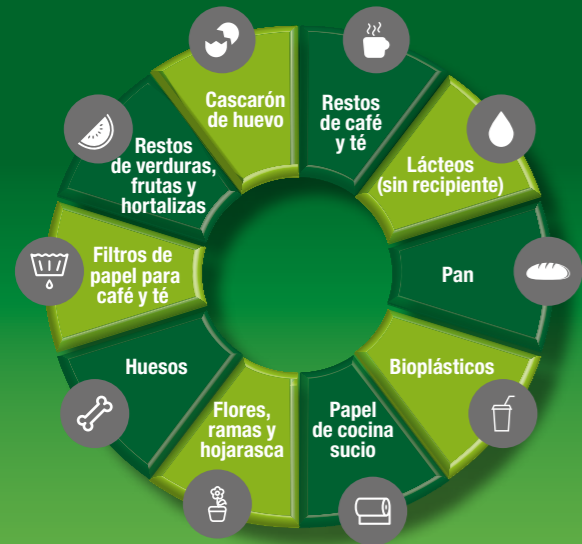 Cascarón
de huevo
Restos
de café
y té
Lácteos
(sin recipiente)
Pan
Bioplásticos
Papel
de cocina
sucio
Flores,
ramas y
hojarasca
Huesos
Filtros de
papel para
café y té
Restos
de verduras,
frutas y
hortalizas